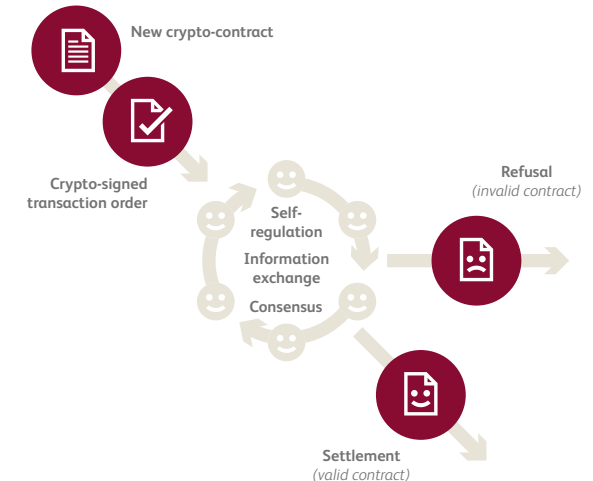 New crypto-contract
Crypto-signed
transaction order
Self-
regulation
Information
exchange
Consensus
Refusal
(invalid contract)
Settlement
(valid contract)